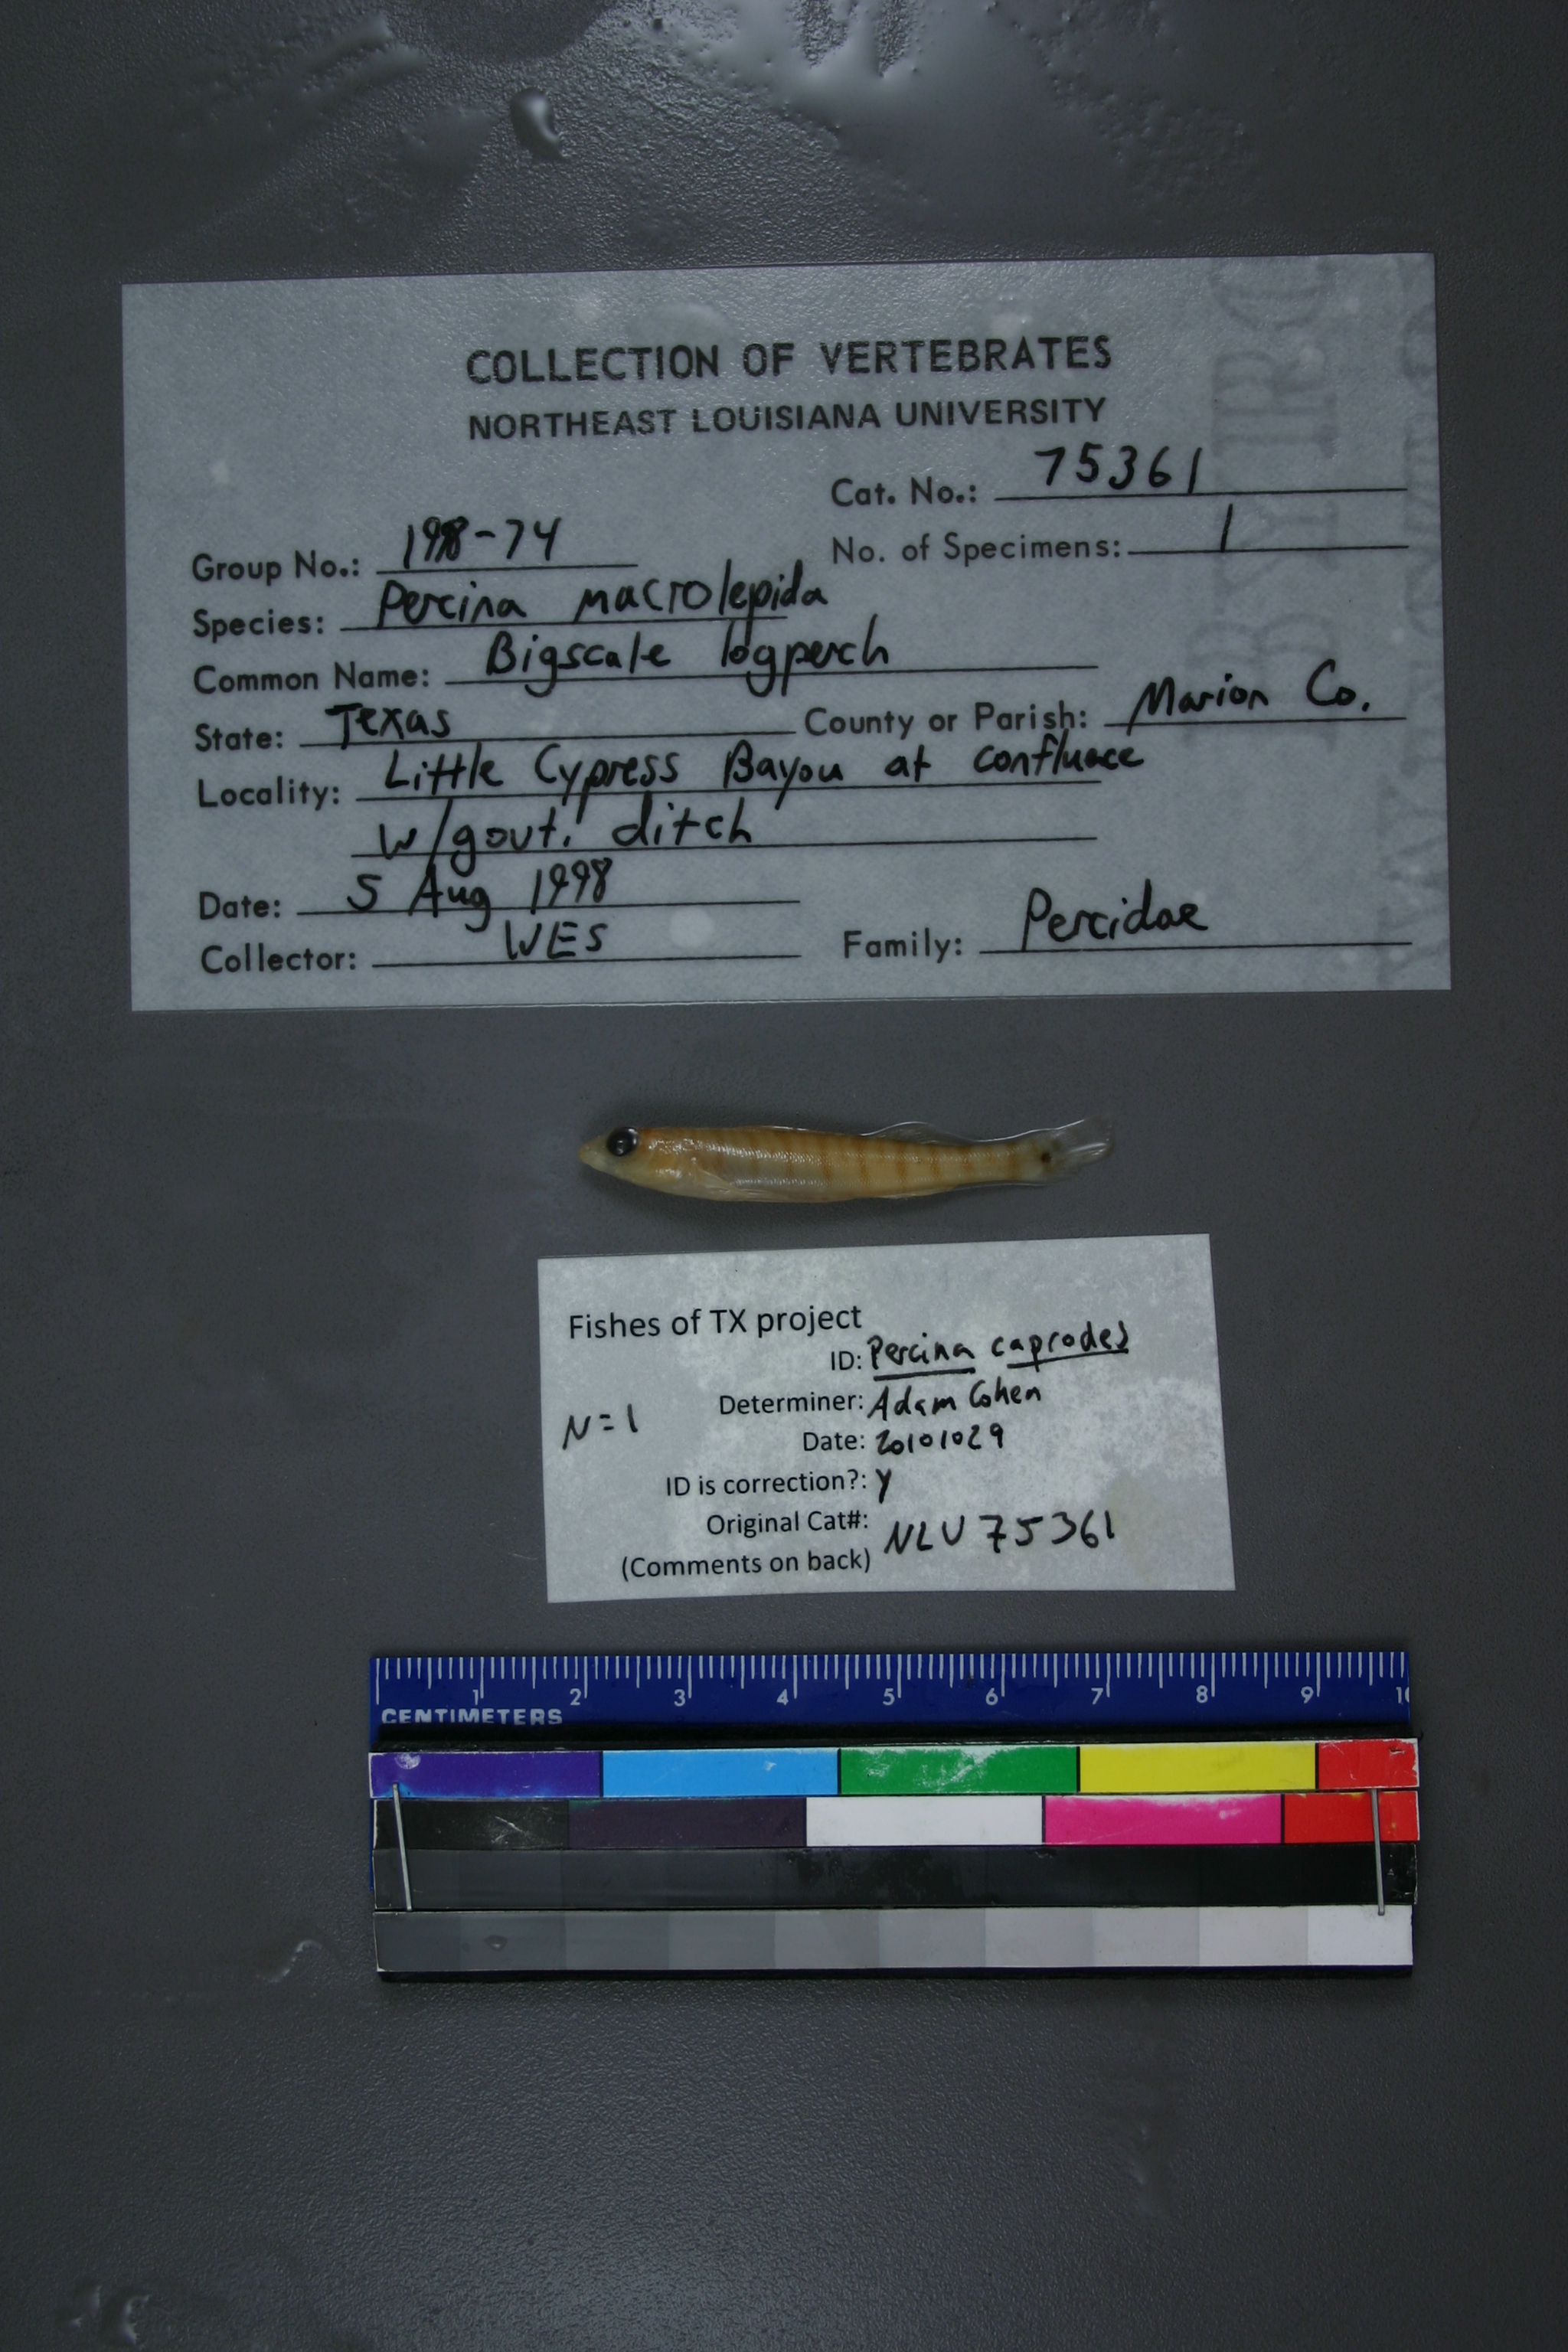 COLLECTION OF VERTEBRATES
NORTHEAST LOUISIANA UNIVERSITY
Cat. No.: 75361
Group No.: 1998-74
No. of Specimens: 1
Species: Percina macrolepida
Common Name: Bigscale logperch
State: Texas County or Parish: Marion Co.
Locality: Little Cypress Bayou at confluece
w/govt. ditch
Date: 5 Aug 1998
Collector: WES Family: Percidae
Fishes of TX project
ID: Percina caprodes
Determiner: Adam Cohen
N=1
Date: 20101029
ID is correction?: Y
Original Cat#: NLU 75361
(Comments on back)
1 2 3 4 5 6 7 8 9 10
CENTIMETERS